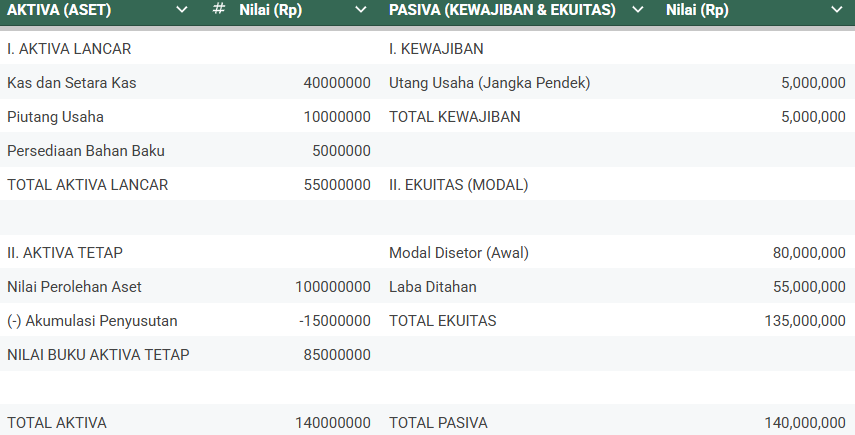 AKTIVA (ASET) # Nilai (Rp) PASIVA (KEWAJIBAN & EKUITAS) Nilai (Rp)
I. AKTIVA LANCAR I. KEWAJIBAN
Kas dan Setara Kas 40000000 Utang Usaha (Jangka Pendek) 5,000,000
Piutang Usaha 10000000 TOTAL KEWAJIBAN 5,000,000
Persediaan Bahan Baku 5000000
TOTAL AKTIVA LANCAR 55000000 II. EKUITAS (MODAL)
II. AKTIVA TETAP Modal Disetor (Awal) 80,000,000
Nilai Perolehan Aset 100000000 Laba Ditahan 55,000,000
(-) Akumulasi Penyusutan -15000000 TOTAL EKUITAS 135,000,000
NILAI BUKU AKTIVA TETAP 85000000
TOTAL AKTIVA 140000000 TOTAL PASIVA 140,000,000